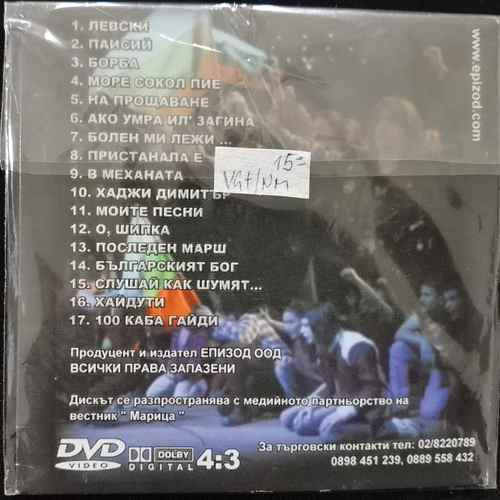 1. ЛЕВСКИ
2. ПАИСИЙ
3. БОРБА
4. МОРЕ СОКОЛ ПИЕ
5. НА ПРОЩАВАНЕ
6. АКО УМРА ИЛ' ЗАГИНА
7. БОЛЕН МИ ЛЕЖИ ...
8. ПРИСТАНАЛА Е
9. В МЕХАНАТА
10. ХАДЖИ ДИМИТЪР
11. МОИТЕ ПЕСНИ
12. О, ШИПКА
13. ПОСЛЕДЕН МАРШ
14. БЪЛГАРСКИЯТ БОГ
15. СЛУШАЙ КАК ШУМЯТ...
16. ХАЙДУТИ
17. 100 КАБА ГАЙДИ
www.epizod.com
15=
VG+/NM
Продуцент и издател ЕПИЗОД ООД
ВСИЧКИ ПРАВА ЗАПАЗЕНИ
Дискът се разпространява с медийното партньорство на
вестник " Марица "
DVD VIDEO
DOLBY DIGITAL
4:3
За търговски контакти тел: 02/8220789
0898 451 239, 0889 558 432